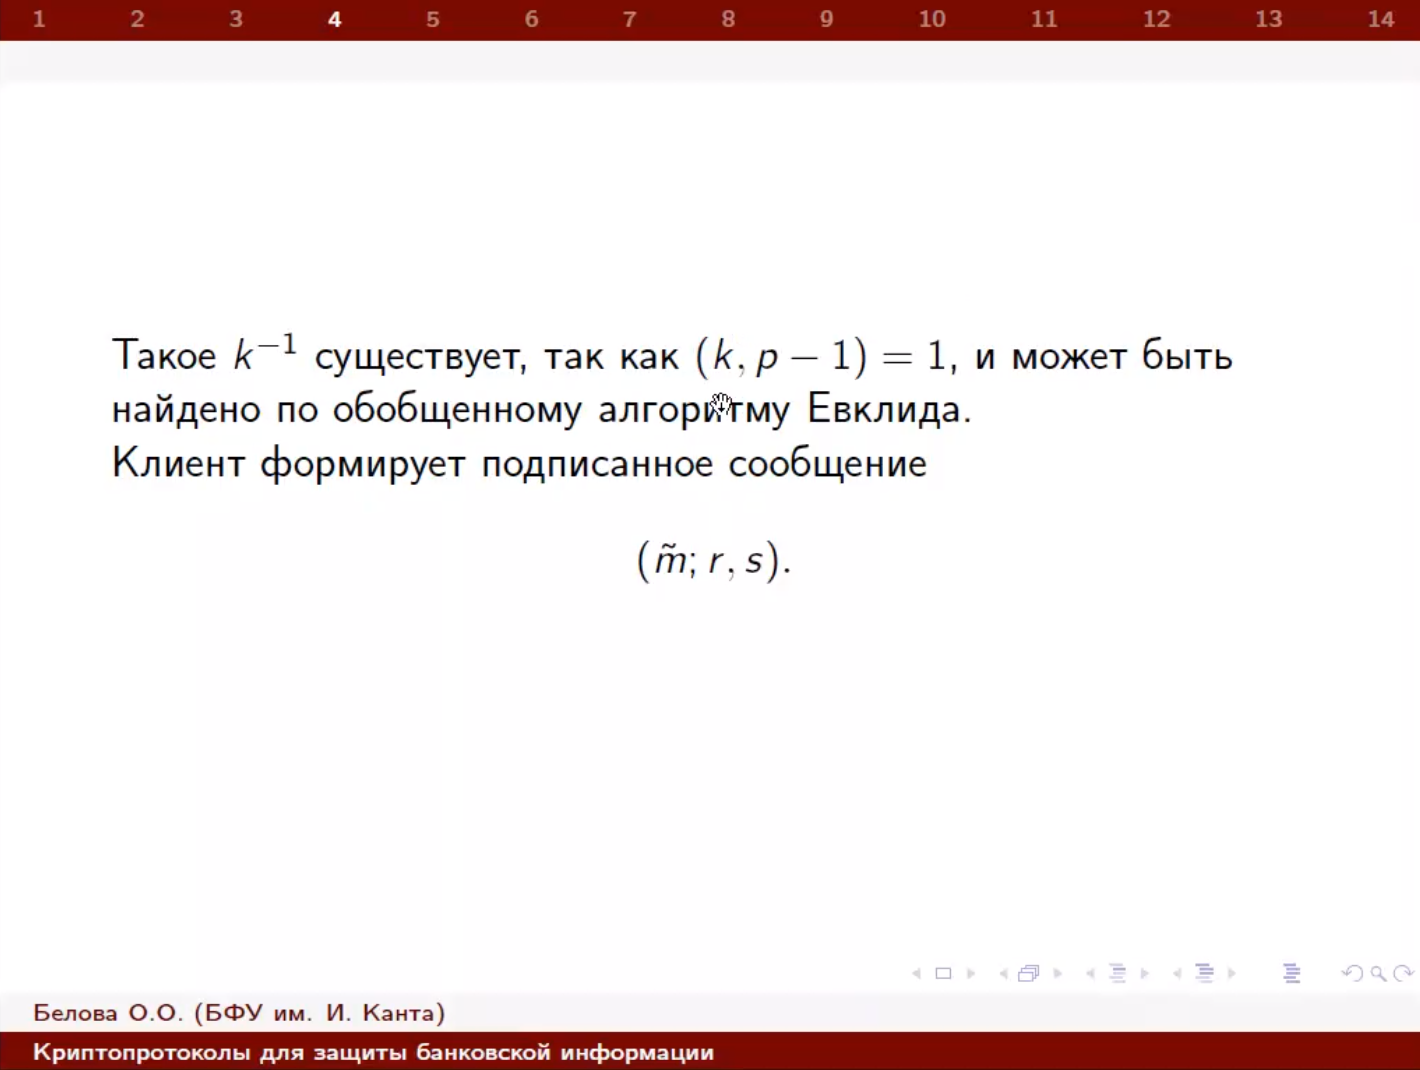 1 2 3 4 5 6 7 8 9 10 11 12 13 14
Такое k⁻¹ существует, так как (k, p − 1) = 1, и может быть
найдено по обобщенному алгоритму Евклида.
Клиент формирует подписанное сообщение
(m̃; r, s).
Белова О.О. (БФУ им. И. Канта)
Криптопротоколы для защиты банковской информации